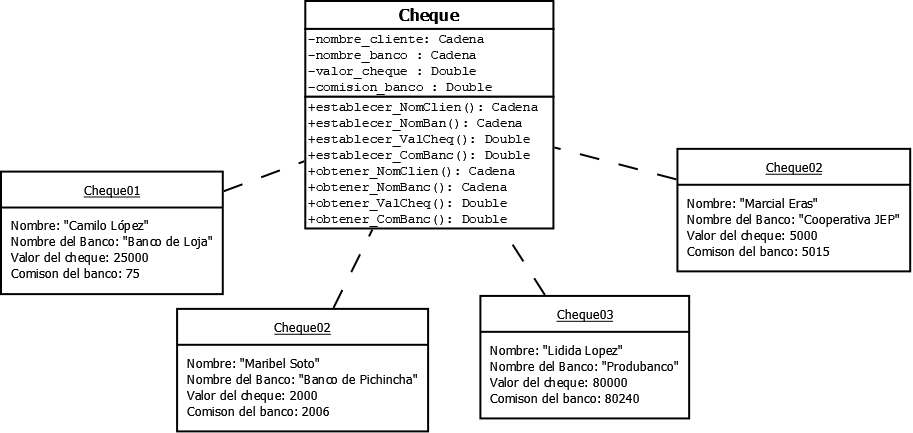 Cheque
-nombre_cliente: Cadena
-nombre_banco : Cadena
-valor_cheque : Double
-comision_banco : Double
+establecer_NomClien(): Cadena
+establecer_NomBan(): Cadena
+establecer_ValCheq(): Double
+establecer_ComBanc(): Double
+obtener_NomClien(): Cadena
+obtener_NomBanc(): Cadena
+obtener_ValCheq(): Double
+obtener_ComBanc(): Double
Cheque01
Nombre: "Camilo López"
Nombre del Banco: "Banco de Loja"
Valor del cheque: 25000
Comison del banco: 75
Cheque02
Nombre: "Maribel Soto"
Nombre del Banco: "Banco de Pichincha"
Valor del cheque: 2000
Comison del banco: 2006
Cheque03
Nombre: "Lidida Lopez"
Nombre del Banco: "Produbanco"
Valor del cheque: 80000
Comison del banco: 80240
Cheque02
Nombre: "Marcial Eras"
Nombre del Banco: "Cooperativa JEP"
Valor del cheque: 5000
Comison del banco: 5015